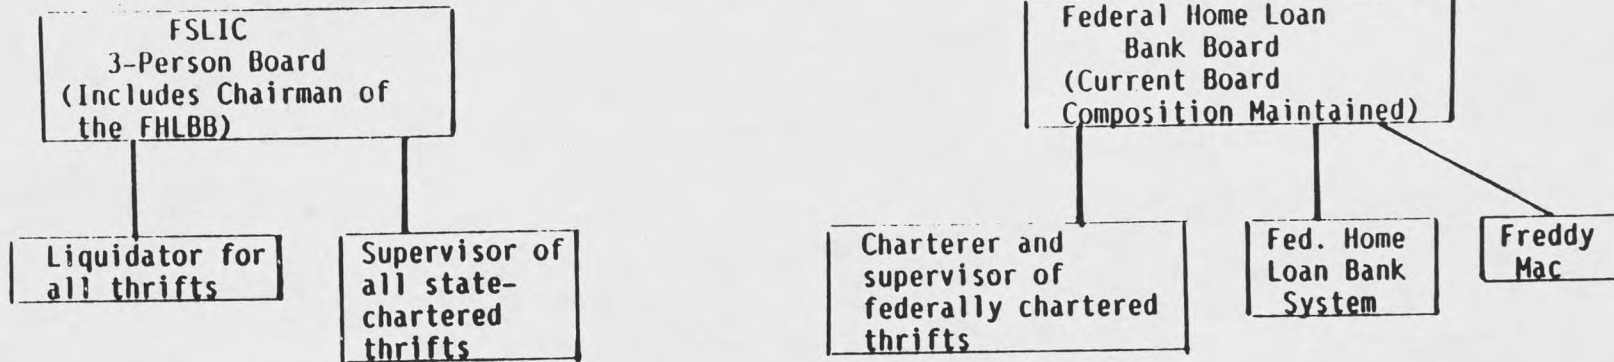 FSLIC
3-Person Board
(Includes Chairman of
the FHLBB)
Federal Home Loan
Bank Board
(Current Board
Composition Maintained)
Liquidator for
all thrifts
Supervisor of
all state-
chartered
thrifts
Charterer and
supervisor of
federally chartered
thrifts
Fed. Home
Loan Bank
System
Freddy
Mac